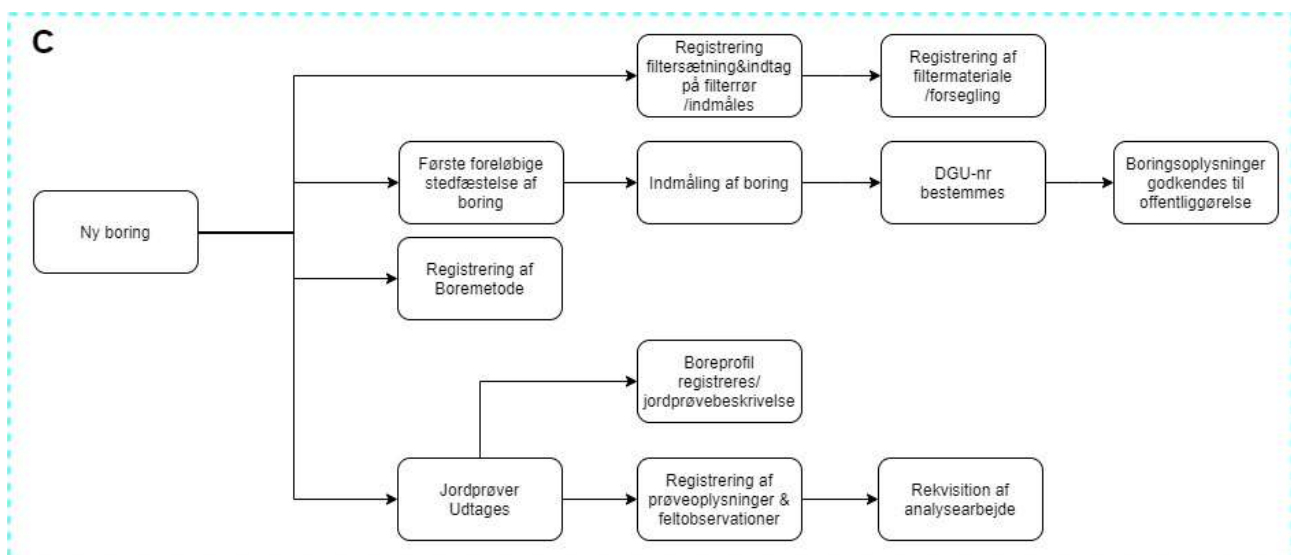 C
Registrering
filtersætning&indtag
på filterrør
/indmåles
Registrering af
filtermateriale
/forsegling
Ny boring
Første foreløbige
stedfæstelse af
boring
Indmåling af boring
DGU-nr
bestemmes
Boringsoplysninger
godkendes til
offentliggørelse
Registrering af
Boremetode
Boreprofil
registreres/
jordprøvebeskrivelse
Jordprøver
Udtages
Registrering af
prøveoplysninger &
feltobservationer
Rekvisition af
analysearbejde